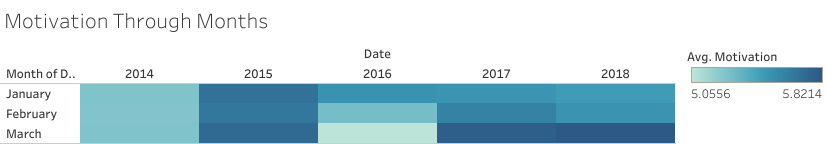 Motivation Through Months
Date
Month of D.. 2014 2015 2016 2017 2018
January
February
March
Avg. Motivation
5.0556 5.8214